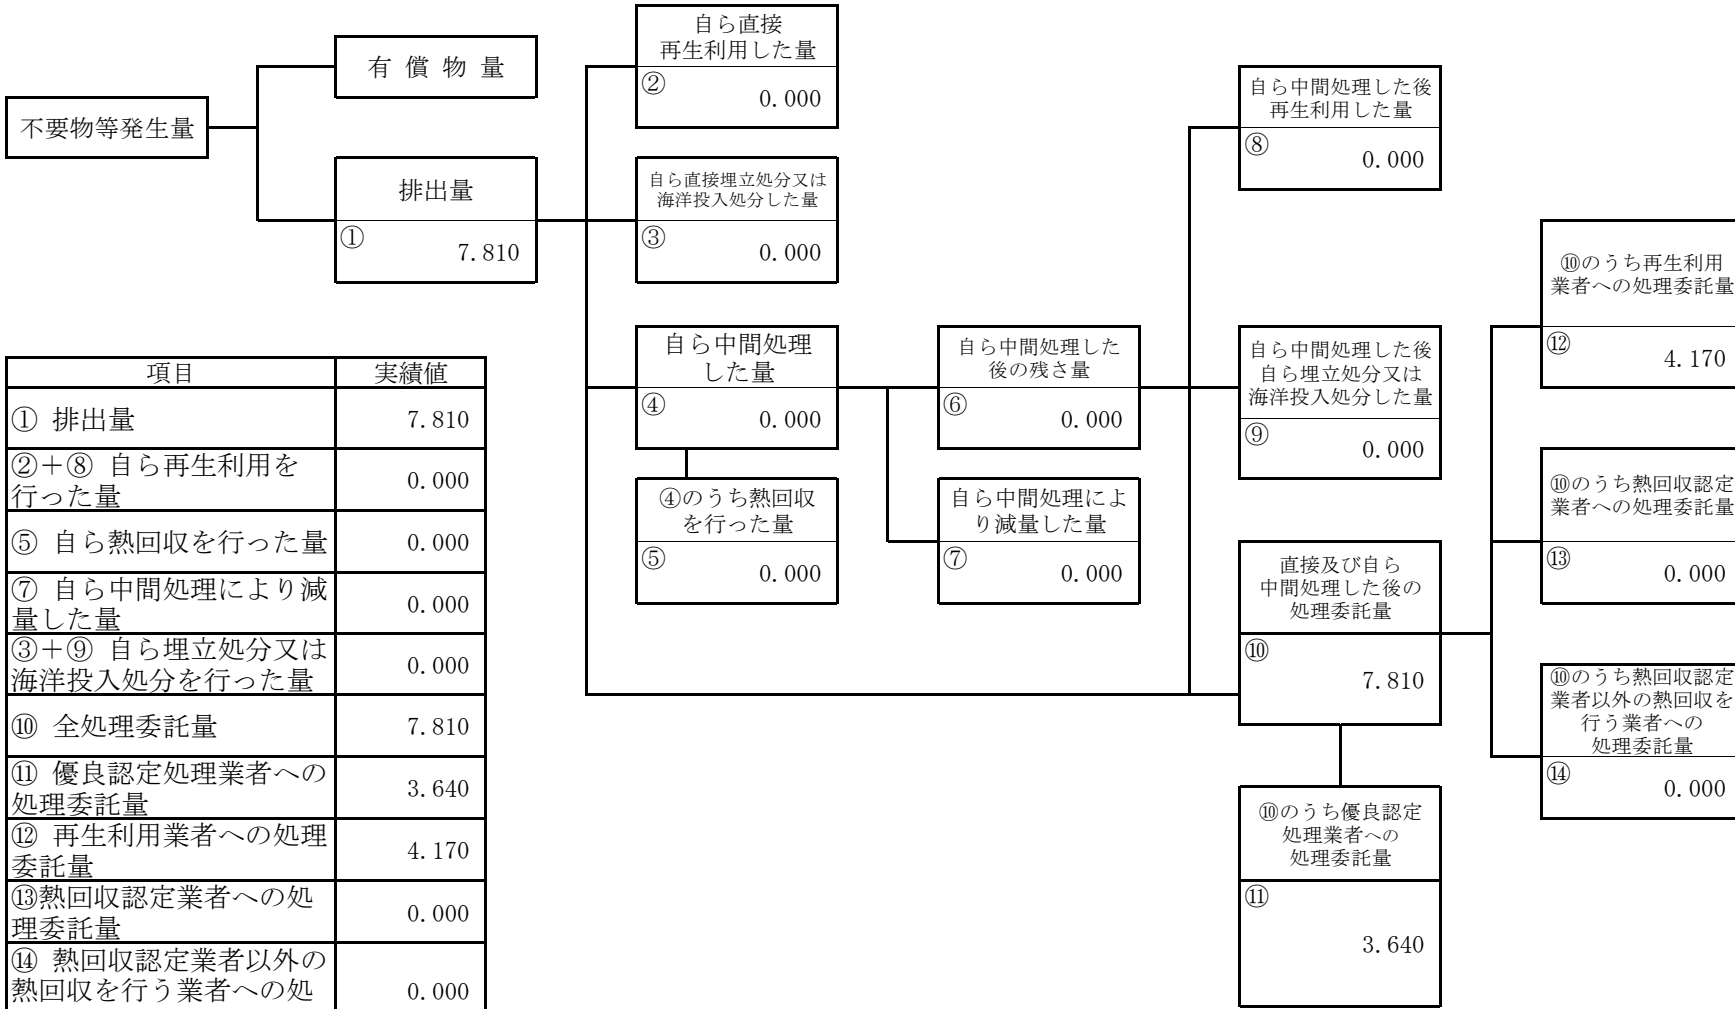 不要物等発生量
有 償 物 量
排出量
①
7.810
自ら直接
再生利用した量
②
0.000
自ら直接埋立処分又は
海洋投入処分した量
③
0.000
自ら中間処理
した量
④
0.000
④のうち熱回収
を行った量
⑤
0.000
自ら中間処理した
後の残さ量
⑥
0.000
自ら中間処理によ
り減量した量
⑦
0.000
自ら中間処理した後
再生利用した量
⑧
0.000
自ら中間処理した後
自ら埋立処分又は
海洋投入処分した量
⑨
0.000
直接及び自ら
中間処理した後の
処理委託量
⑩
7.810
⑩のうち優良認定
処理業者への
処理委託量
⑪
3.640
⑩のうち再生利用
業者への処理委託量
⑫
4.170
⑩のうち熱回収認定
業者への処理委託量
⑬
0.000
⑩のうち熱回収認定
業者以外の熱回収を
行う業者への
処理委託量
⑭
0.000
項目 実績値
① 排出量 7.810
②+⑧ 自ら再生利用を
行った量 0.000
⑤ 自ら熱回収を行った量 0.000
⑦ 自ら中間処理により減
量した量 0.000
③+⑨ 自ら埋立処分又は
海洋投入処分を行った量 0.000
⑩ 全処理委託量 7.810
⑪ 優良認定処理業者への
処理委託量 3.640
⑫ 再生利用業者への処理
委託量 4.170
⑬熱回収認定業者への処
理委託量 0.000
⑭ 熱回収認定業者以外の
熱回収を行う業者への処 0.000